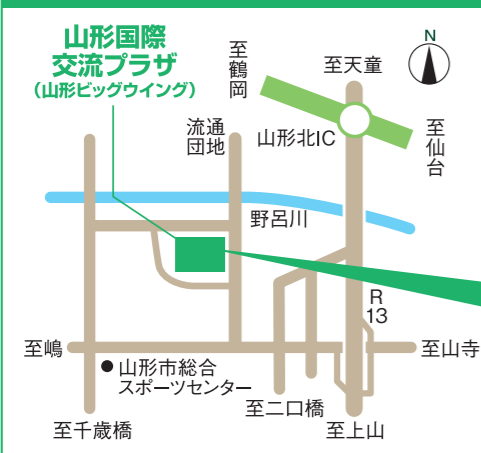 山形国際
交流プラザ
（山形ビッグウイング）
至鶴岡
至天童
N
流通
団地
山形北IC
至仙台
野呂川
R
13
至嶋
山形市総合
スポーツセンター
至山寺
至二口橋
至千歳橋
至上山